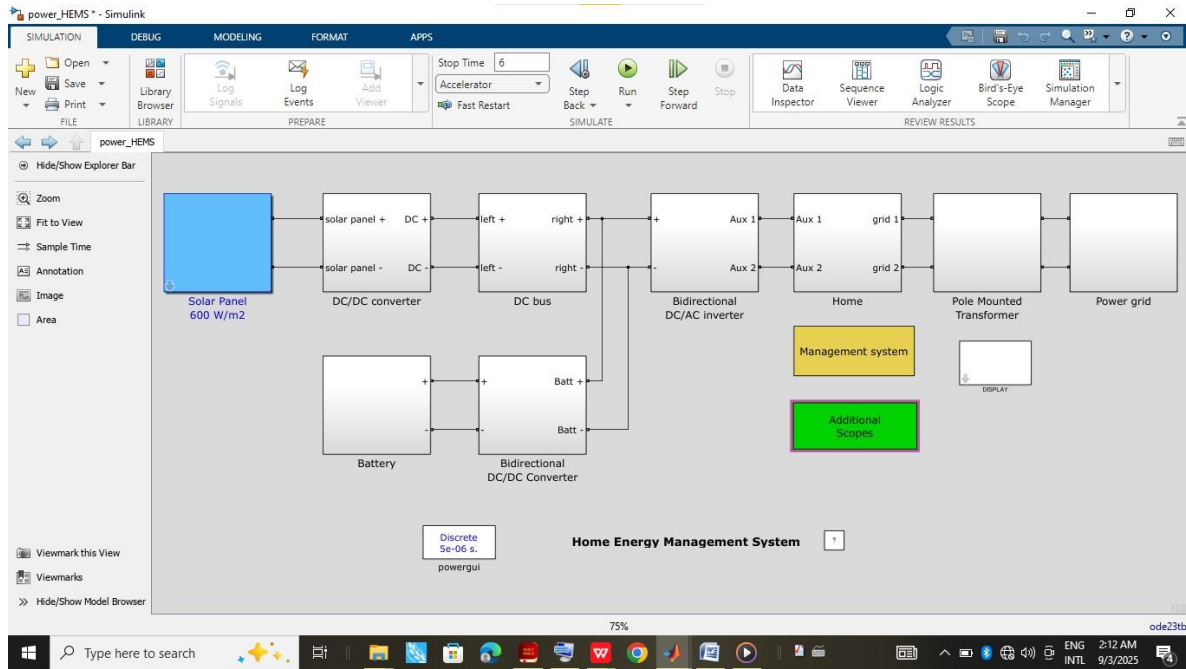 power_HEMS * - Simulink
SIMULATION DEBUG MODELING FORMAT APPS
New
Open
Save
Print
FILE
Library
Browser
LIBRARY
Log
Signals
Log
Events
Add
Viewer
PREPARE
Stop Time 6
Accelerator
Fast Restart
Step
Back
Run
Step
Forward
Stop
SIMULATE
Data
Inspector
Sequence
Viewer
Logic
Analyzer
Bird's-Eye
Scope
Simulation
Manager
REVIEW RESULTS
power_HEMS
Hide/Show Explorer Bar
Zoom
Fit to View
Sample Time
Annotation
Image
Area
Viewmark this View
Viewmarks
Hide/Show Model Browser
Solar Panel
600 W/m2
solar panel + DC +
solar panel - DC -
DC/DC converter
left + right +
left - right -
DC bus
+ Aux 1
- Aux 2
Bidirectional
DC/AC inverter
Aux 1 grid 1
Aux 2 grid 2
Home
Pole Mounted
Transformer
Power grid
+
-
Battery
+ Batt +
- Batt -
Bidirectional
DC/DC Converter
Management system
DISPLAY
Additional
Scopes
Discrete
5e-06 s.
powergui
Home Energy Management System
?
75%
ode23tb
Type here to search
ENG 2:12 AM
INTL 9/3/2025
4